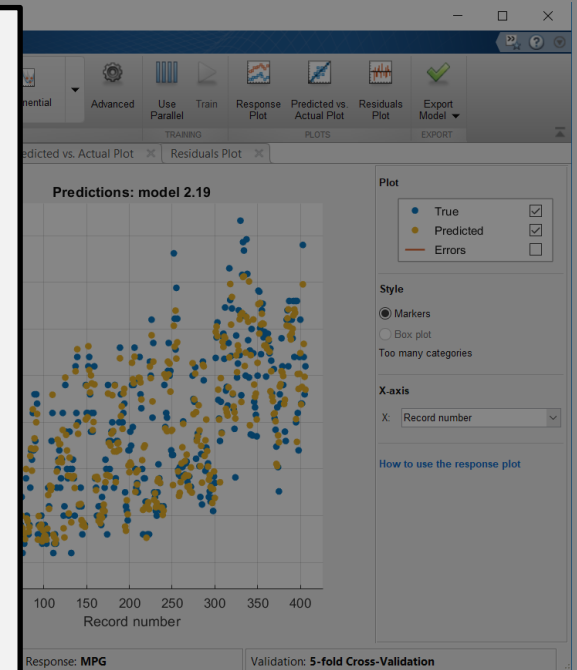 nential
Advanced
Use Parallel
Train
Response Plot
Predicted vs. Actual Plot
Residuals Plot
Export Model
TRAINING
PLOTS
EXPORT
edicted vs. Actual Plot
Residuals Plot
Predictions: model 2.19
Plot
True
Predicted
Errors
Style
Markers
Box plot
Too many categories
X-axis
X: Record number
How to use the response plot
100 150 200 250 300 350 400
Record number
Response: MPG
Validation: 5-fold Cross-Validation